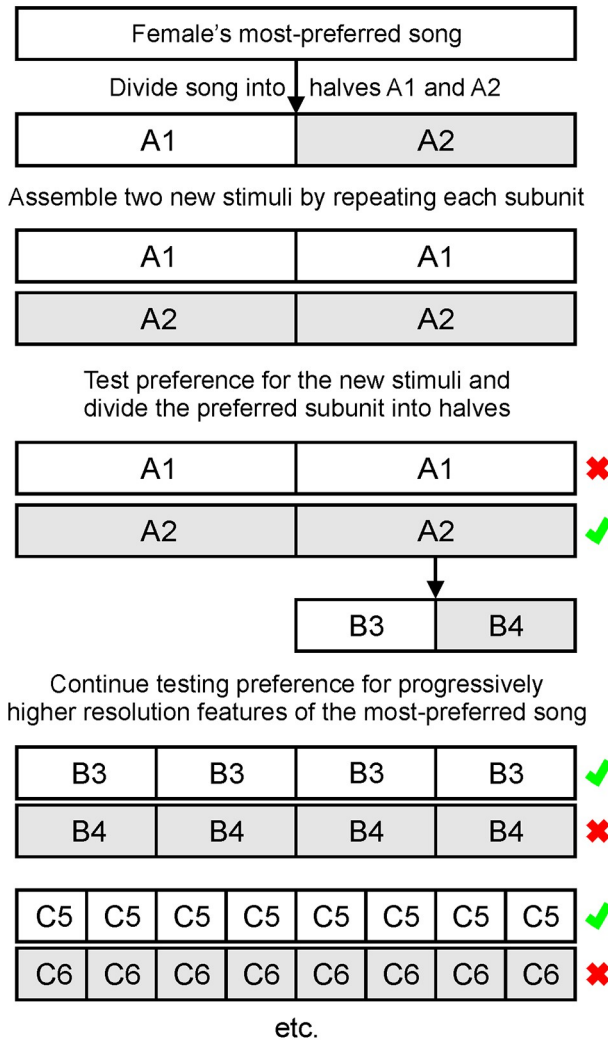 Female's most-preferred song
Divide song into halves A1 and A2
A1 A2
Assemble two new stimuli by repeating each subunit
A1 A1
A2 A2
Test preference for the new stimuli and
divide the preferred subunit into halves
A1 A1
A2 A2
B3 B4
Continue testing preference for progressively
higher resolution features of the most-preferred song
B3 B3 B3 B3
B4 B4 B4 B4
C5 C5 C5 C5 C5 C5 C5 C5
C6 C6 C6 C6 C6 C6 C6 C6
etc.